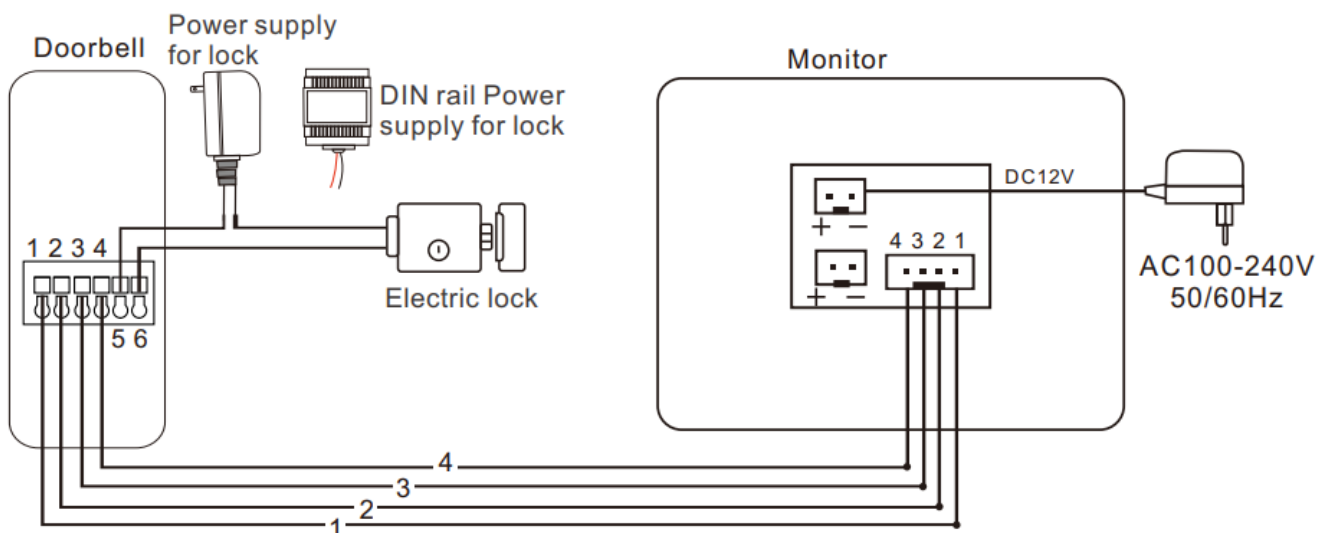 Power supply
for lock
Doorbell
DIN rail Power
supply for lock
Monitor
DC12V
+ −
4 3 2 1
+ −
AC100-240V
50/60Hz
1 2 3 4
Electric lock
5 6
4
3
2
1